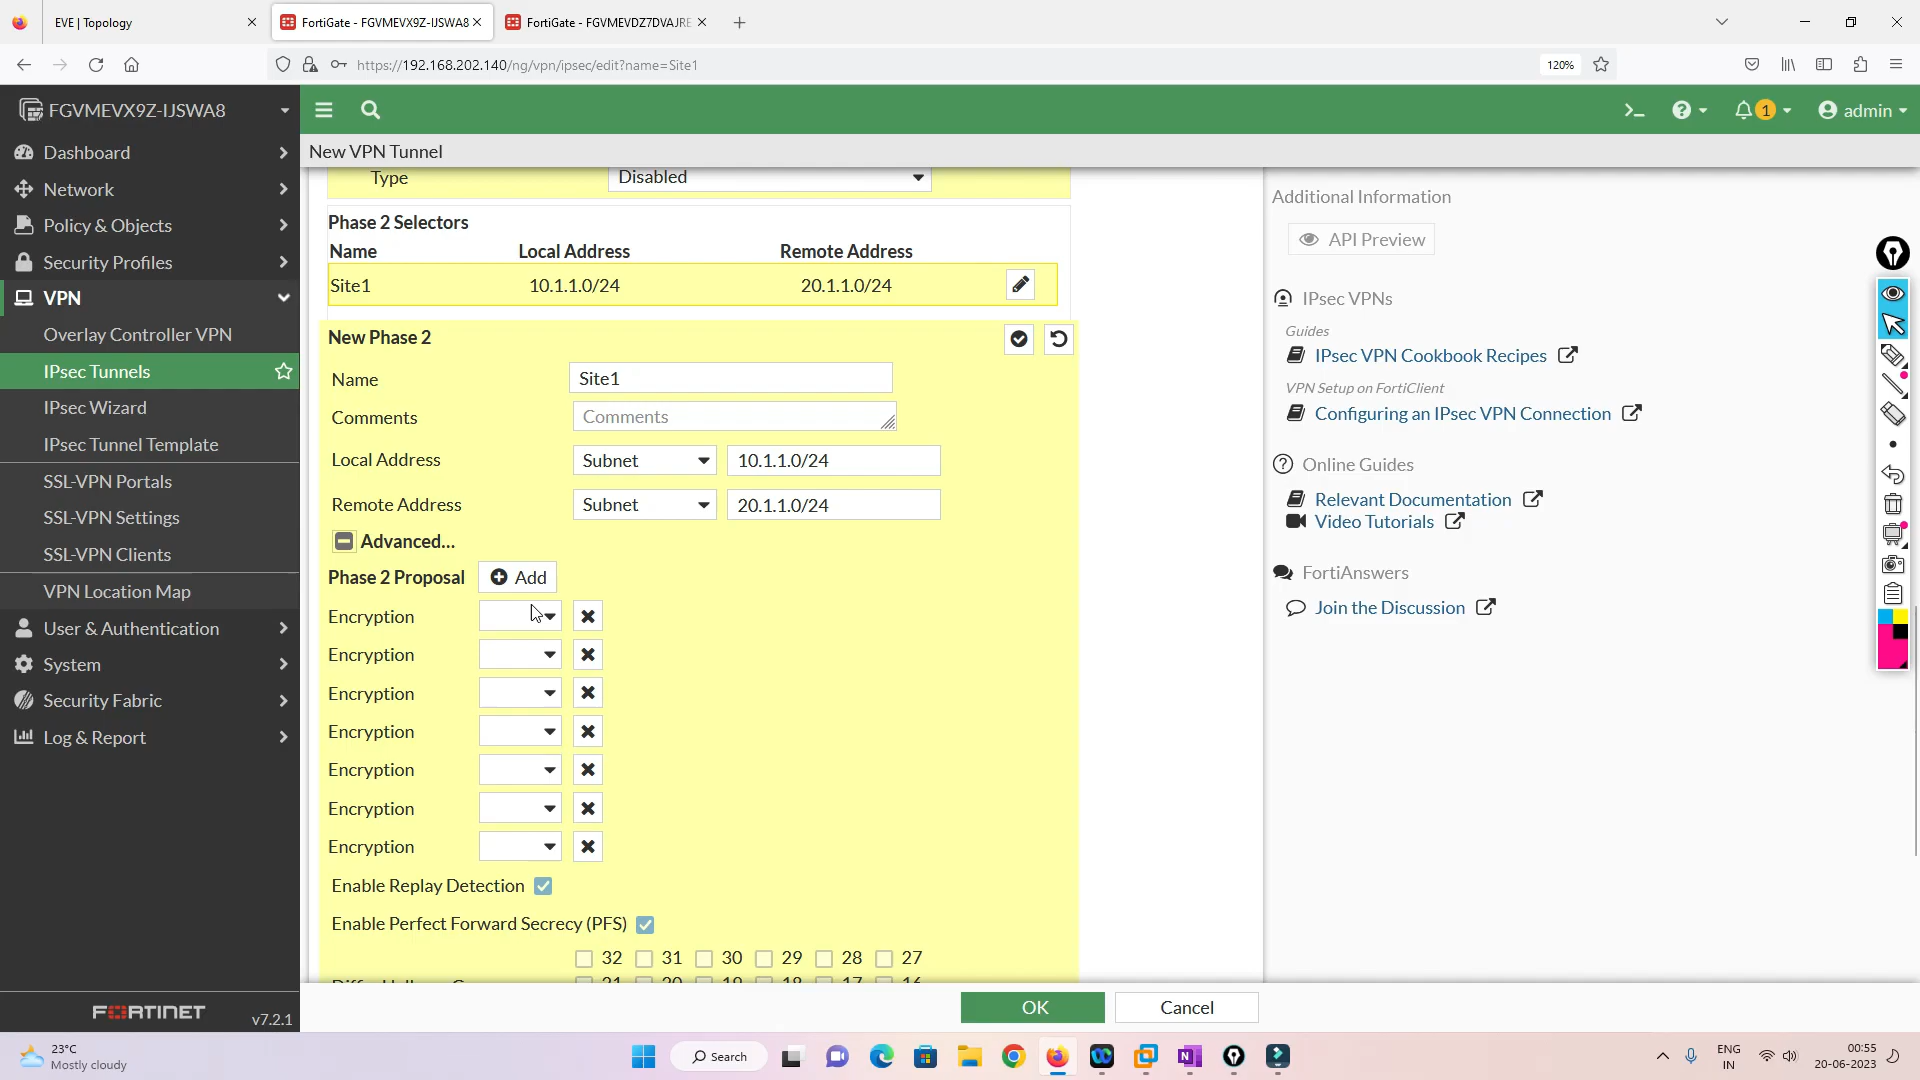 EVE | Topology
FortiGate - FGVMEVX9Z-IJSWA8
FortiGate - FGVMEVDZ7DVAJRE
https://192.168.202.140/ng/vpn/ipsec/edit?name=Site1
120%
FGVMEVX9Z-IJSWA8
1
admin
Dashboard
Network
Policy & Objects
Security Profiles
VPN
Overlay Controller VPN
IPsec Tunnels
IPsec Wizard
IPsec Tunnel Template
SSL-VPN Portals
SSL-VPN Settings
SSL-VPN Clients
VPN Location Map
User & Authentication
System
Security Fabric
Log & Report
FORTINET
v7.2.1
New VPN Tunnel
Type Disabled
Phase 2 Selectors
Name Local Address Remote Address
Site1 10.1.1.0/24 20.1.1.0/24
New Phase 2
Name Site1
Comments Comments
Local Address Subnet 10.1.1.0/24
Remote Address Subnet 20.1.1.0/24
Advanced...
Phase 2 Proposal Add
Encryption
Encryption
Encryption
Encryption
Encryption
Encryption
Encryption
Enable Replay Detection
Enable Perfect Forward Secrecy (PFS)
32 31 30 29 28 27
21 20 19 18 17 16
OK Cancel
Additional Information
API Preview
IPsec VPNs
Guides
IPsec VPN Cookbook Recipes
VPN Setup on FortiClient
Configuring an IPsec VPN Connection
Online Guides
Relevant Documentation
Video Tutorials
FortiAnswers
Join the Discussion
23°C
Mostly cloudy
Search
ENG
IN
00:55
20-06-2023